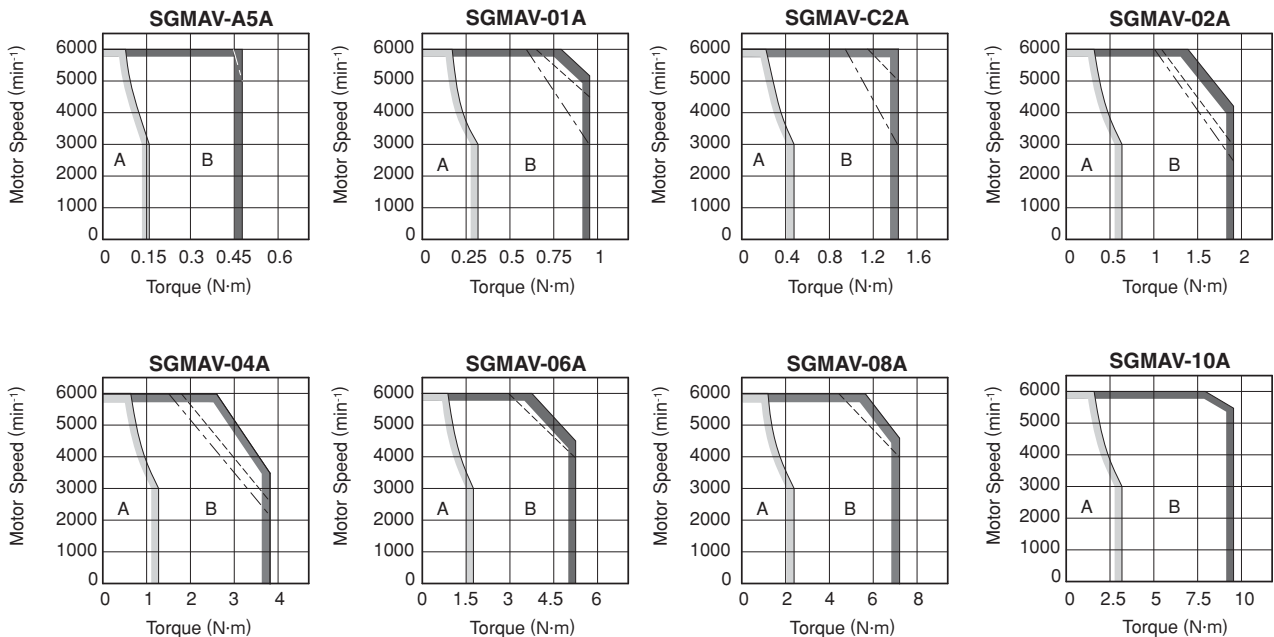 SGMAV-A5A
SGMAV-01A
SGMAV-C2A
SGMAV-02A
Motor Speed (min⁻¹)
6000
5000
4000
3000
2000
1000
0
A
B
0 0.15 0.3 0.45 0.6
Torque (N·m)
Motor Speed (min⁻¹)
6000
5000
4000
3000
2000
1000
0
A
B
0 0.25 0.5 0.75 1
Torque (N·m)
Motor Speed (min⁻¹)
6000
5000
4000
3000
2000
1000
0
A
B
0 0.4 0.8 1.2 1.6
Torque (N·m)
Motor Speed (min⁻¹)
6000
5000
4000
3000
2000
1000
0
A
B
0 0.5 1 1.5 2
Torque (N·m)
SGMAV-04A
SGMAV-06A
SGMAV-08A
SGMAV-10A
Motor Speed (min⁻¹)
6000
5000
4000
3000
2000
1000
0
A
B
0 1 2 3 4
Torque (N·m)
Motor Speed (min⁻¹)
6000
5000
4000
3000
2000
1000
0
A
B
0 1.5 3 4.5 6
Torque (N·m)
Motor Speed (min⁻¹)
6000
5000
4000
3000
2000
1000
0
A
B
0 2 4 6 8
Torque (N·m)
Motor Speed (min⁻¹)
6000
5000
4000
3000
2000
1000
0
A
B
0 2.5 5 7.5 10
Torque (N·m)